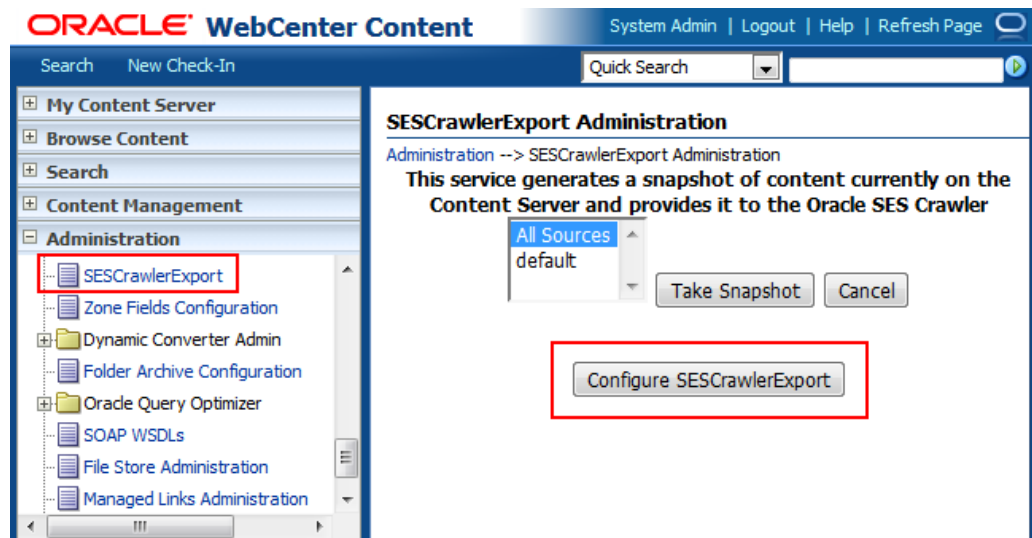 ORACLE WebCenter Content
System Admin | Logout | Help | Refresh Page
Search New Check-In
Quick Search
My Content Server
Browse Content
Search
Content Management
Administration
SESCrawlerExport
Zone Fields Configuration
Dynamic Converter Admin
Folder Archive Configuration
Oracle Query Optimizer
SOAP WSDLs
File Store Administration
Managed Links Administration
SESCrawlerExport Administration
Administration --> SESCrawlerExport Administration
This service generates a snapshot of content currently on the
Content Server and provides it to the Oracle SES Crawler
All Sources
default
Take Snapshot Cancel
Configure SESCrawlerExport